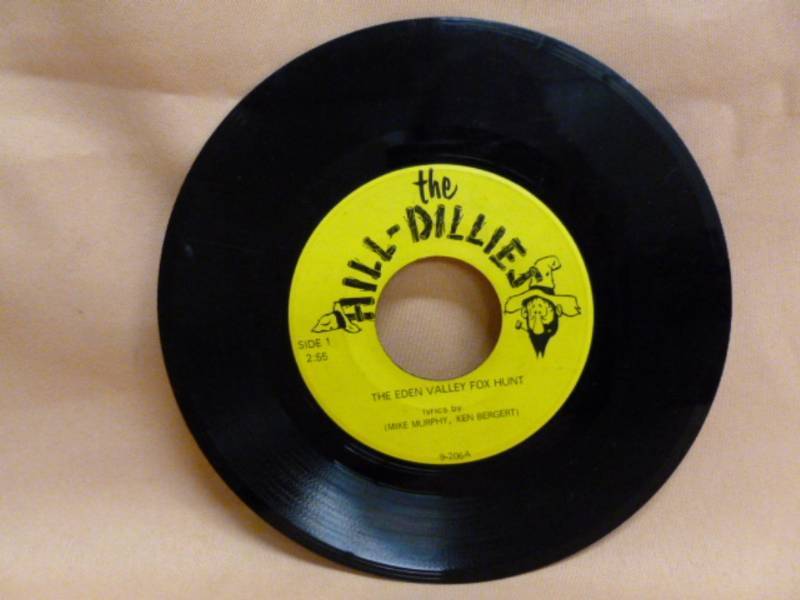 the
HILL-DILLIES
SIDE 1
2:55
THE EDEN VALLEY FOX HUNT
lyrics by
(MIKE MURPHY, KEN BERGERT)
9-206A